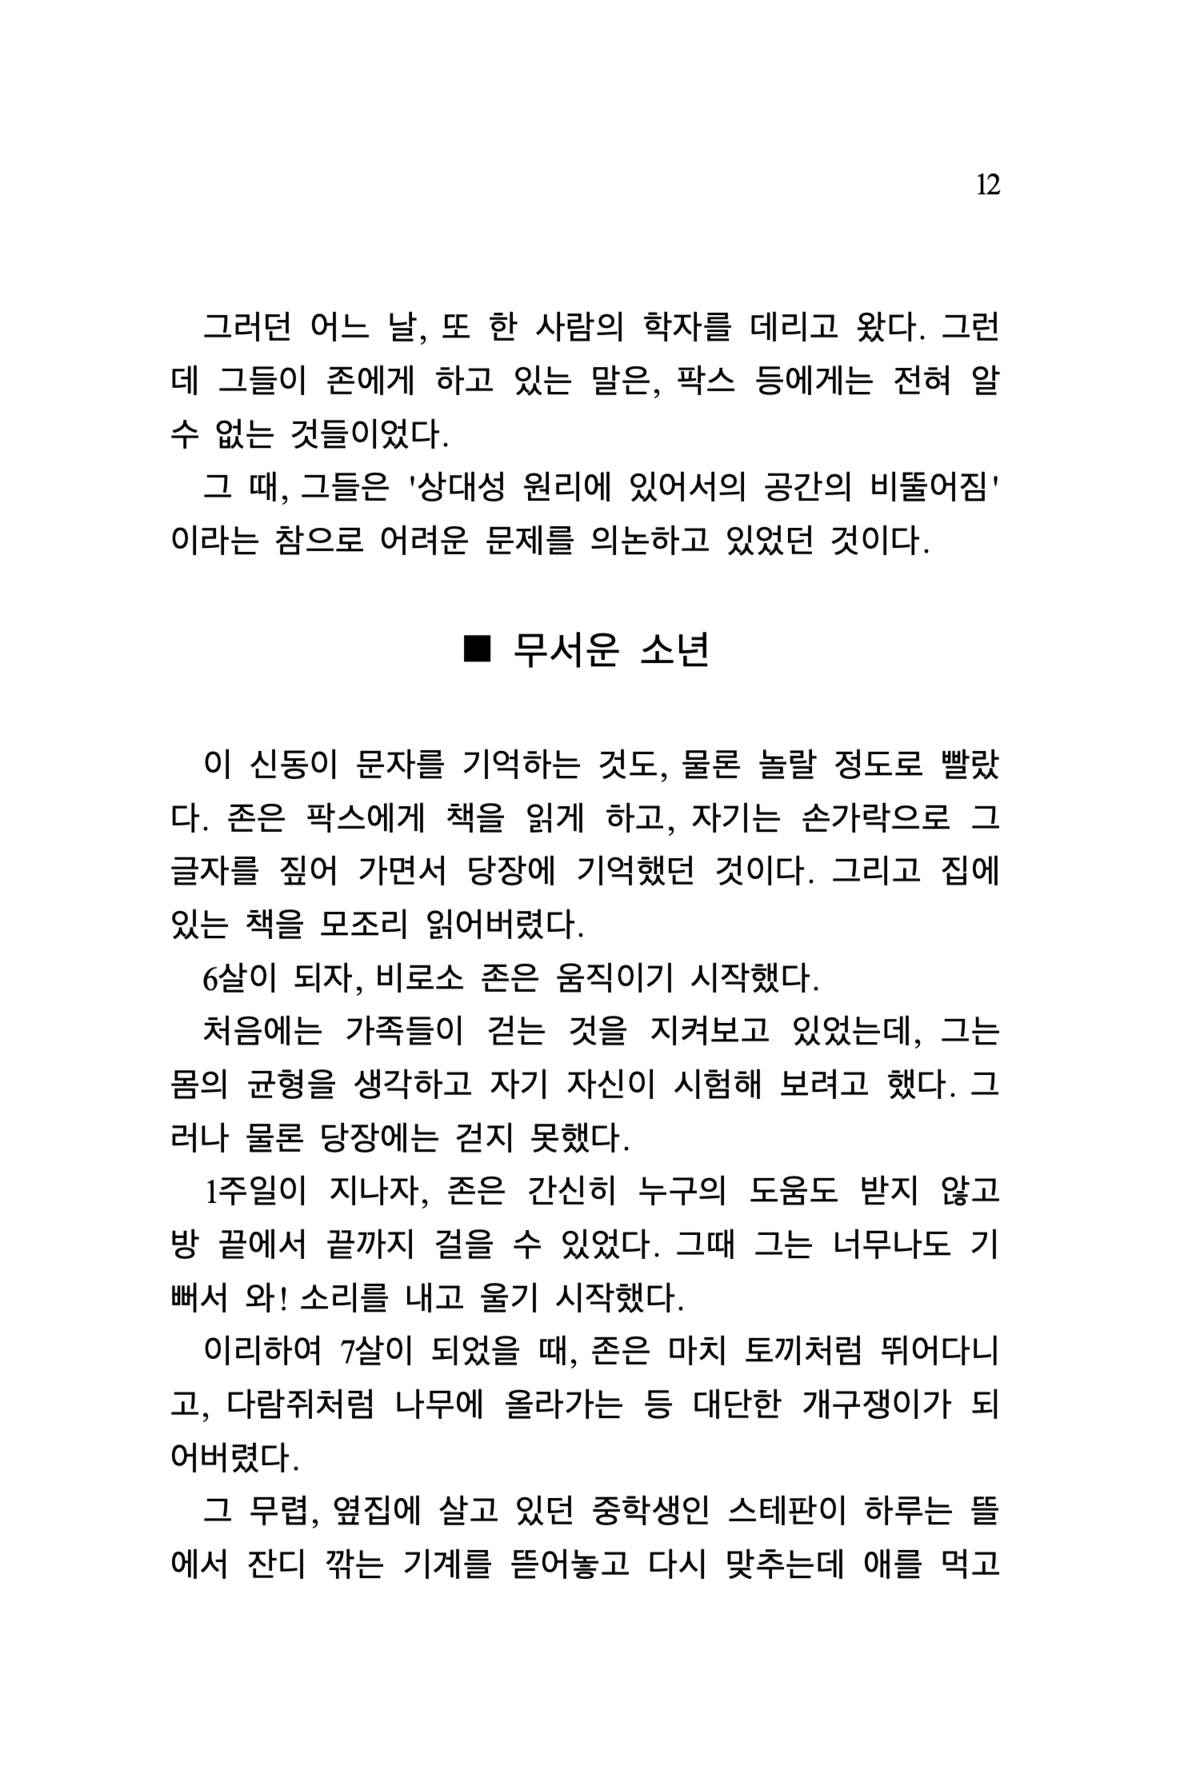 12
그러던 어느 날, 또 한 사람의 학자를 데리고 왔다. 그런
데 그들이 존에게 하고 있는 말은, 팍스 등에게는 전혀 알
수 없는 것들이었다.
그 때, 그들은 '상대성 원리에 있어서의 공간의 비뚤어짐'
이라는 참으로 어려운 문제를 의논하고 있었던 것이다.
■ 무서운 소년
이 신동이 문자를 기억하는 것도, 물론 놀랄 정도로 빨랐
다. 존은 팍스에게 책을 읽게 하고, 자기는 손가락으로 그
글자를 짚어 가면서 당장에 기억했던 것이다. 그리고 집에
있는 책을 모조리 읽어버렸다.
6살이 되자, 비로소 존은 움직이기 시작했다.
처음에는 가족들이 걷는 것을 지켜보고 있었는데, 그는
몸의 균형을 생각하고 자기 자신이 시험해 보려고 했다. 그
러나 물론 당장에는 걷지 못했다.
1주일이 지나자, 존은 간신히 누구의 도움도 받지 않고
방 끝에서 끝까지 걸을 수 있었다. 그때 그는 너무나도 기
뻐서 와! 소리를 내고 울기 시작했다.
이리하여 7살이 되었을 때, 존은 마치 토끼처럼 뛰어다니
고, 다람쥐처럼 나무에 올라가는 등 대단한 개구쟁이가 되
어버렸다.
그 무렵, 옆집에 살고 있던 중학생인 스테판이 하루는 뜰
에서 잔디 깎는 기계를 뜯어놓고 다시 맞추는데 애를 먹고